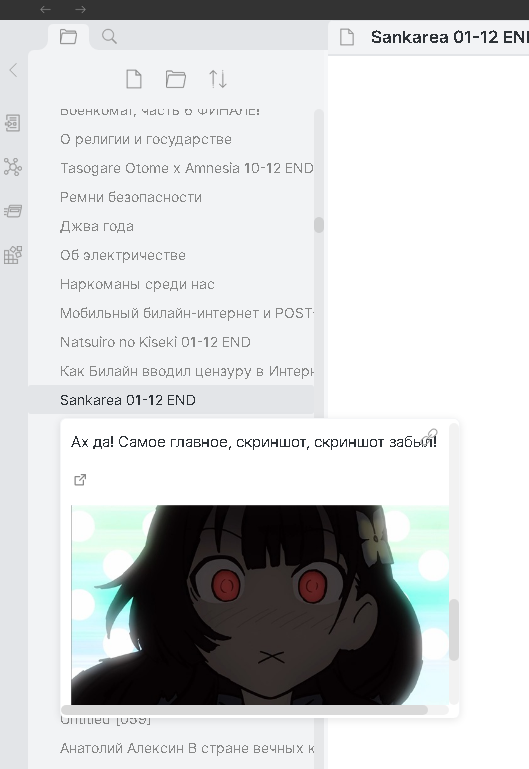 Sankarea 01-12 EN
Военкомат, часть 6 ФИНАЛЕ!
О религии и государстве
Tasogare Otome x Amnesia 10-12 END
Ремни безопасности
Джва года
Об электричестве
Наркоманы среди нас
Мобильный билайн-интернет и POST-
Natsuiro no Kiseki 01-12 END
Как Билайн вводил цензуру в Интерн
Sankarea 01-12 END
Ах да! Самое главное, скриншот, скриншот забыл!
Untitled [059]
Анатолий Алексин В стране вечных к